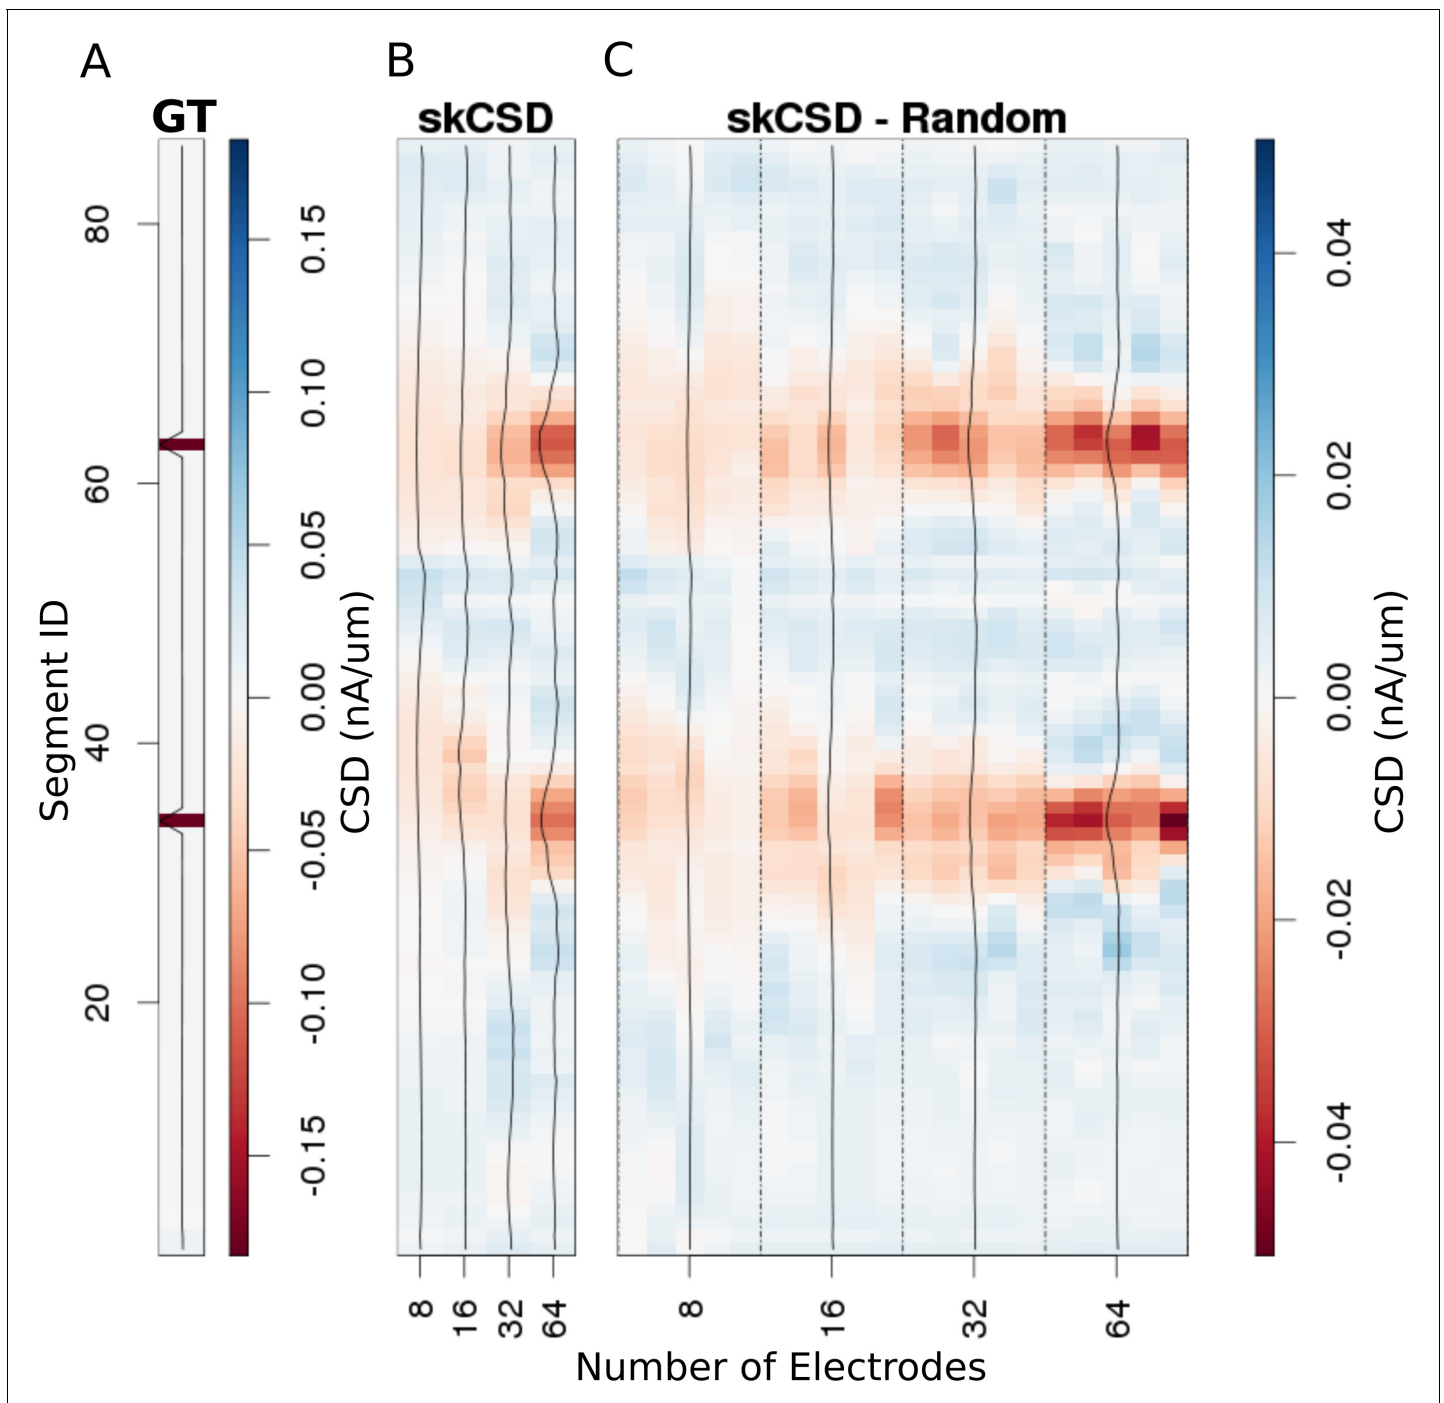 A
B
C
GT
skCSD
skCSD - Random
Segment ID
80
60
40
20
0.15
0.10
0.05
0.00
-0.05
-0.10
-0.15
CSD (nA/um)
8
16
32
64
8
16
32
64
Number of Electrodes
0.04
0.02
0.00
-0.02
-0.04
CSD (nA/um)